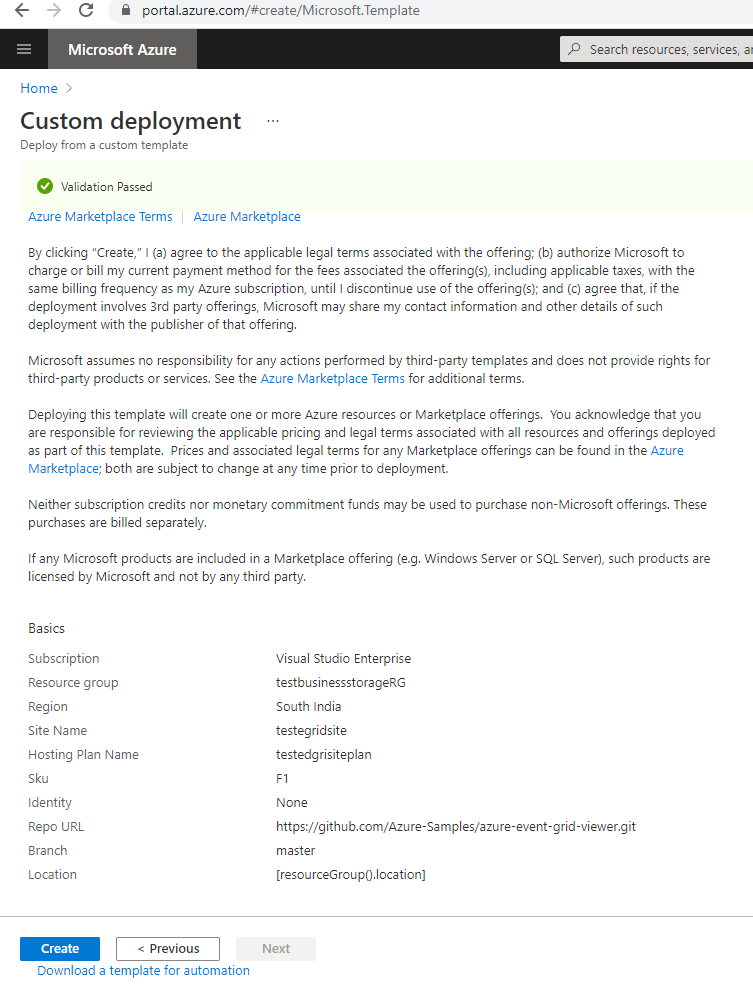 portal.azure.com/#create/Microsoft.Template
Microsoft Azure
Search resources, services, a
Home >
Custom deployment ...
Deploy from a custom template
Validation Passed
Azure Marketplace Terms | Azure Marketplace
By clicking “Create,” I (a) agree to the applicable legal terms associated with the offering; (b) authorize Microsoft to
charge or bill my current payment method for the fees associated the offering(s), including applicable taxes, with the
same billing frequency as my Azure subscription, until I discontinue use of the offering(s); and (c) agree that, if the
deployment involves 3rd party offerings, Microsoft may share my contact information and other details of such
deployment with the publisher of that offering.
Microsoft assumes no responsibility for any actions performed by third-party templates and does not provide rights for
third-party products or services. See the Azure Marketplace Terms for additional terms.
Deploying this template will create one or more Azure resources or Marketplace offerings. You acknowledge that you
are responsible for reviewing the applicable pricing and legal terms associated with all resources and offerings deployed
as part of this template. Prices and associated legal terms for any Marketplace offerings can be found in the Azure
Marketplace; both are subject to change at any time prior to deployment.
Neither subscription credits nor monetary commitment funds may be used to purchase non-Microsoft offerings. These
purchases are billed separately.
If any Microsoft products are included in a Marketplace offering (e.g. Windows Server or SQL Server), such products are
licensed by Microsoft and not by any third party.
Basics
Subscription Visual Studio Enterprise
Resource group testbusinessstorageRG
Region South India
Site Name testegridsite
Hosting Plan Name testedgrisiteplan
Sku F1
Identity None
Repo URL https://github.com/Azure-Samples/azure-event-grid-viewer.git
Branch master
Location [resourceGroup().location]
Create < Previous Next
Download a template for automation